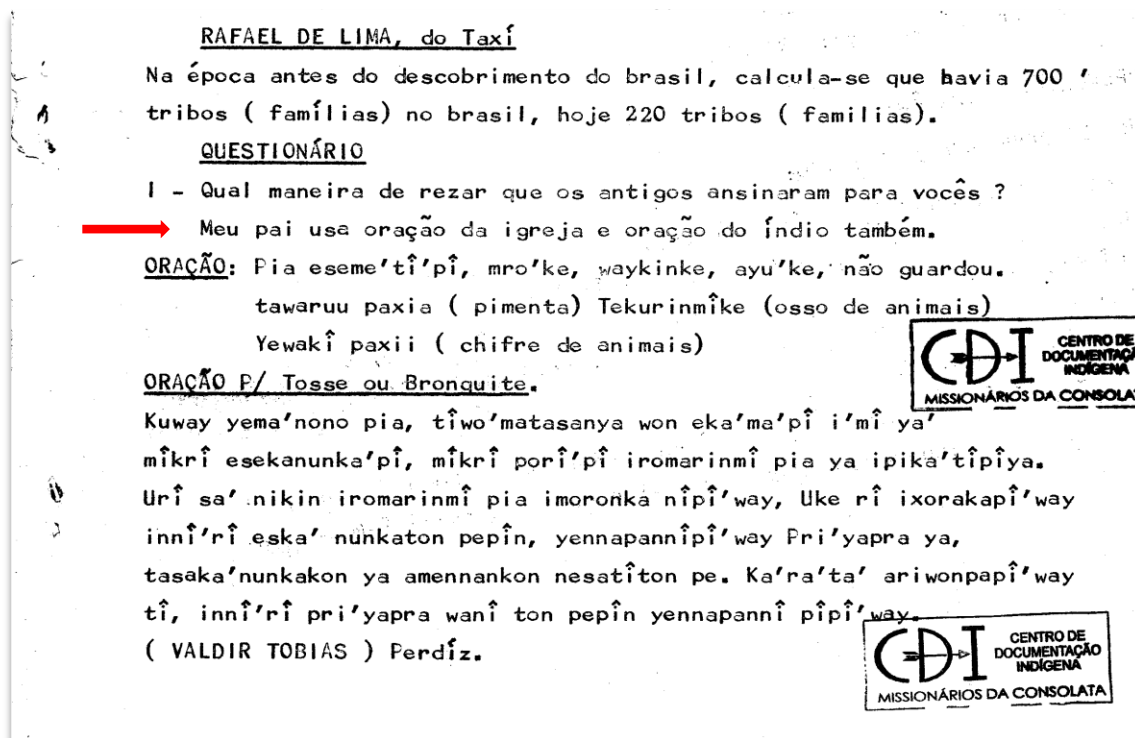 RAFAEL DE LIMA, do Taxí
Na época antes do descobrimento do brasil, calcula-se que havia 700 '
tribos ( famílias) no brasil, hoje 220 tribos ( familias).
QUESTIONÁRIO
I - Qual maneira de rezar que os antigos ansinaram para vocês ?
Meu pai usa oração da igreja e oração do índio também.
ORAÇÃO: Pia eseme'tî'pî, mro'ke, waykinke, ayu'ke, não guardou.
tawaruu paxia ( pimenta) Tekurinmîke (osso de animais)
Yewakî paxii ( chifre de animais)
CDI CENTRO DE
DOCUMENTAÇÃ
INDÍGENA
MISSIONÁRIOS DA CONSOLAT
ORAÇÃO P/ Tosse ou Bronquite.
Kuway yema'nono pia, tîwo'matasanya won eka'ma'pî i'mî ya'
mîkrî esekanunka'pî, mîkrî porî'pî iromarinmî pia ya ipika'tîpîya.
Urî sa' nikin iromarinmî pia imoronka nîpî'way, Uke rî ixorakapî'way
innî'rî eska' nunkaton pepîn, yennapannîpî'way Pri'yapra ya,
tasaka'nunkakon ya amennankon nesatîton pe. Ka'ra'ta' ariwonpapî'way
tî, innî'rî pri'yapra wanî ton pepîn yennapannî pîpî'way.
( VALDIR TOBIAS ) Perdíz.
CDI CENTRO DE
DOCUMENTAÇÃO
INDÍGENA
MISSIONÁRIOS DA CONSOLATA